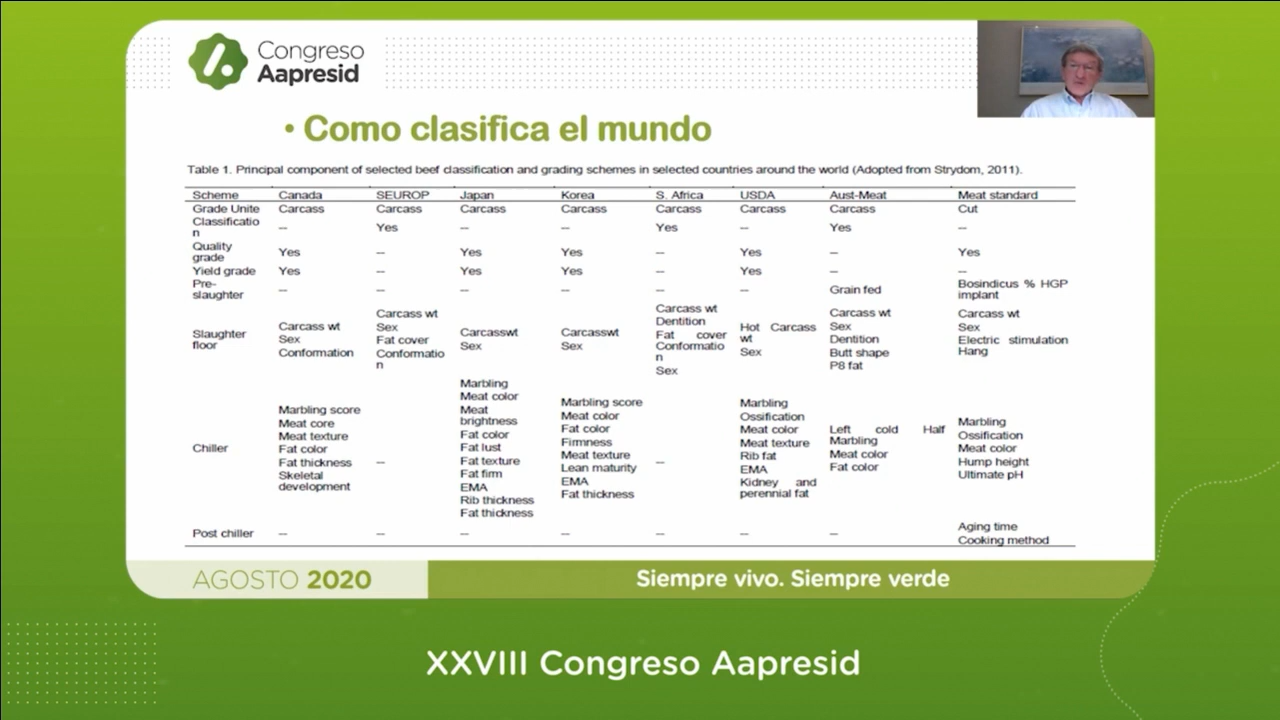 Congreso
Aapresid
• Como clasifica el mundo
Table 1. Principal component of selected beef classification and grading schemes in selected countries around the world (Adopted from Strydom, 2011).
Scheme Canada SEUROP Japan Korea S. Africa USDA Aust-Meat Meat standard
Grade Unite Carcass Carcass Carcass Carcass Carcass Carcass Carcass Cut
Classificatio
n -- Yes -- -- Yes -- Yes --
Quality
grade Yes -- Yes Yes -- Yes -- Yes
Yield grade Yes -- Yes Yes -- Yes -- --
Pre-
slaughter -- -- -- -- -- -- Grain fed Bosindicus % HGP
implant
Slaughter
floor
Carcass wt
Sex
Conformation
Carcass wt
Sex
Fat cover
Conformatio
n
Carcasswt
Sex
Carcasswt
Sex
Carcass wt
Dentition
Fat cover
Conformatio
n
Sex
Hot Carcass
wt
Sex
Carcass wt
Sex
Dentition
Butt shape
P8 fat
Carcass wt
Sex
Electric stimulation
Hang
Chiller
Marbling score
Meat core
Meat texture
Fat color
Fat thickness
Skeletal
development
--
Marbling
Meat color
Meat
brightness
Fat color
Fat lust
Fat texture
Fat firm
EMA
Rib thickness
Fat thickness
Marbling score
Meat color
Fat color
Firmness
Meat texture
Lean maturity
EMA
Fat thickness
--
Marbling
Ossification
Meat color
Meat texture
Rib fat
EMA
Kidney and
perennial fat
Left cold Half
Marbling
Meat color
Fat color
Marbling
Ossification
Meat color
Hump height
Ultimate pH
Post chiller -- -- -- -- -- -- -- Aging time
Cooking method
AGOSTO 2020
Siempre vivo. Siempre verde
XXVIII Congreso Aapresid